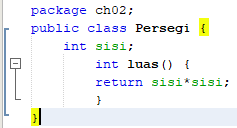 package ch02;
public class Persegi {
int sisi;
int luas() {
return sisi*sisi;
}
}